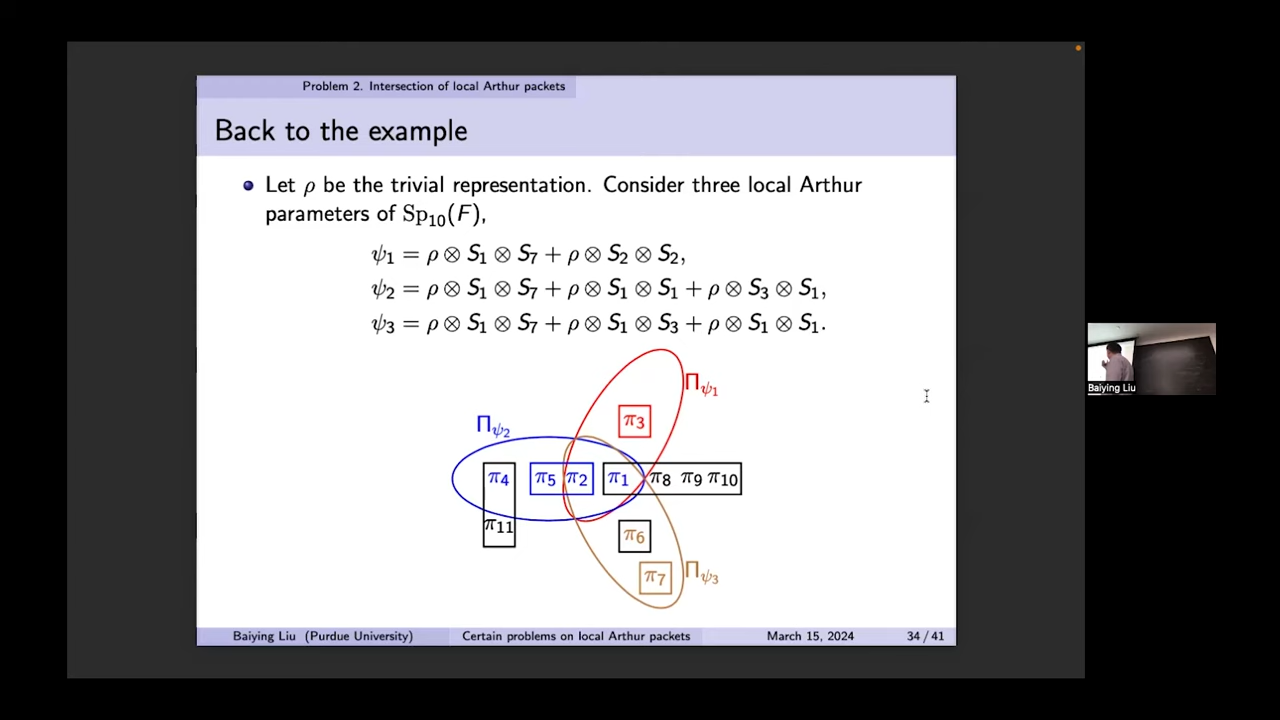 Problem 2. Intersection of local Arthur packets
Back to the example
Let ρ be the trivial representation. Consider three local Arthur
parameters of Sp₁₀(F),
ψ₁ = ρ ⊗ S₁ ⊗ S₇ + ρ ⊗ S₂ ⊗ S₂,
ψ₂ = ρ ⊗ S₁ ⊗ S₇ + ρ ⊗ S₁ ⊗ S₁ + ρ ⊗ S₃ ⊗ S₁,
ψ₃ = ρ ⊗ S₁ ⊗ S₇ + ρ ⊗ S₁ ⊗ S₃ + ρ ⊗ S₁ ⊗ S₁.
Π_ψ₁
π₃
Π_ψ₂
π₄ π₅ π₂ π₁ π₈ π₉ π₁₀
π₁₁
π₆
π₇ Π_ψ₃
Baiying Liu (Purdue University) Certain problems on local Arthur packets March 15, 2024 34 / 41
Baiying Liu